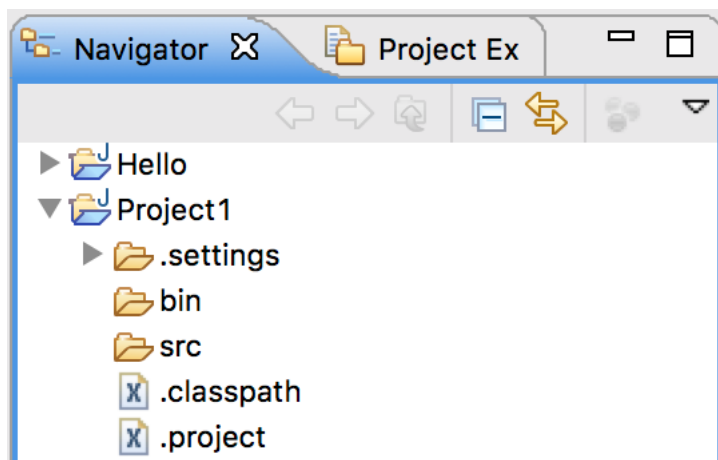 Navigator Project Ex
Hello
Project1
.settings
bin
src
.classpath
.project